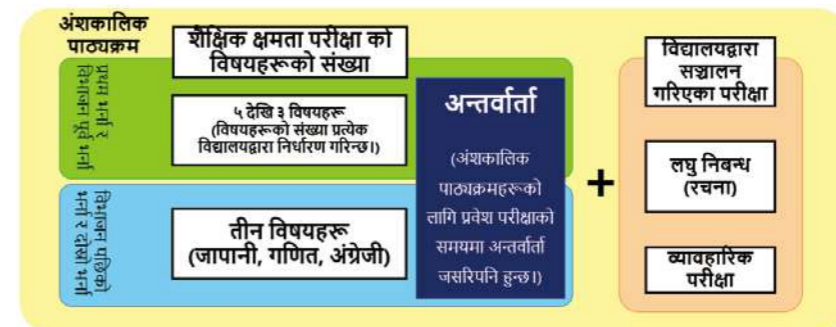 अंशकालिक
पाठ्यक्रम
शैक्षिक क्षमता परीक्षा को
विषयहरूको संख्या
प्रथम भर्ना र
विभाजन पूर्व भर्ना
५ देखि ३ विषयहरू
(विषयहरूको संख्या प्रत्येक
विद्यालयद्वारा निर्धारण गरिन्छ।)
विभाजन पछिको
भर्ना र दोस्रो भर्ना
तीन विषयहरू
(जापानी, गणित, अंग्रेजी)
अन्तर्वार्ता
(अंशकालिक
पाठ्यक्रमहरूको
लागि प्रवेश परीक्षाको
समयमा अन्तर्वार्ता
जसरिपनि हुन्छ।)
+
विद्यालयद्वारा
सञ्चालन
गरिएका परीक्षा
लघु निबन्ध
(रचना)
व्यावहारिक
परीक्षा